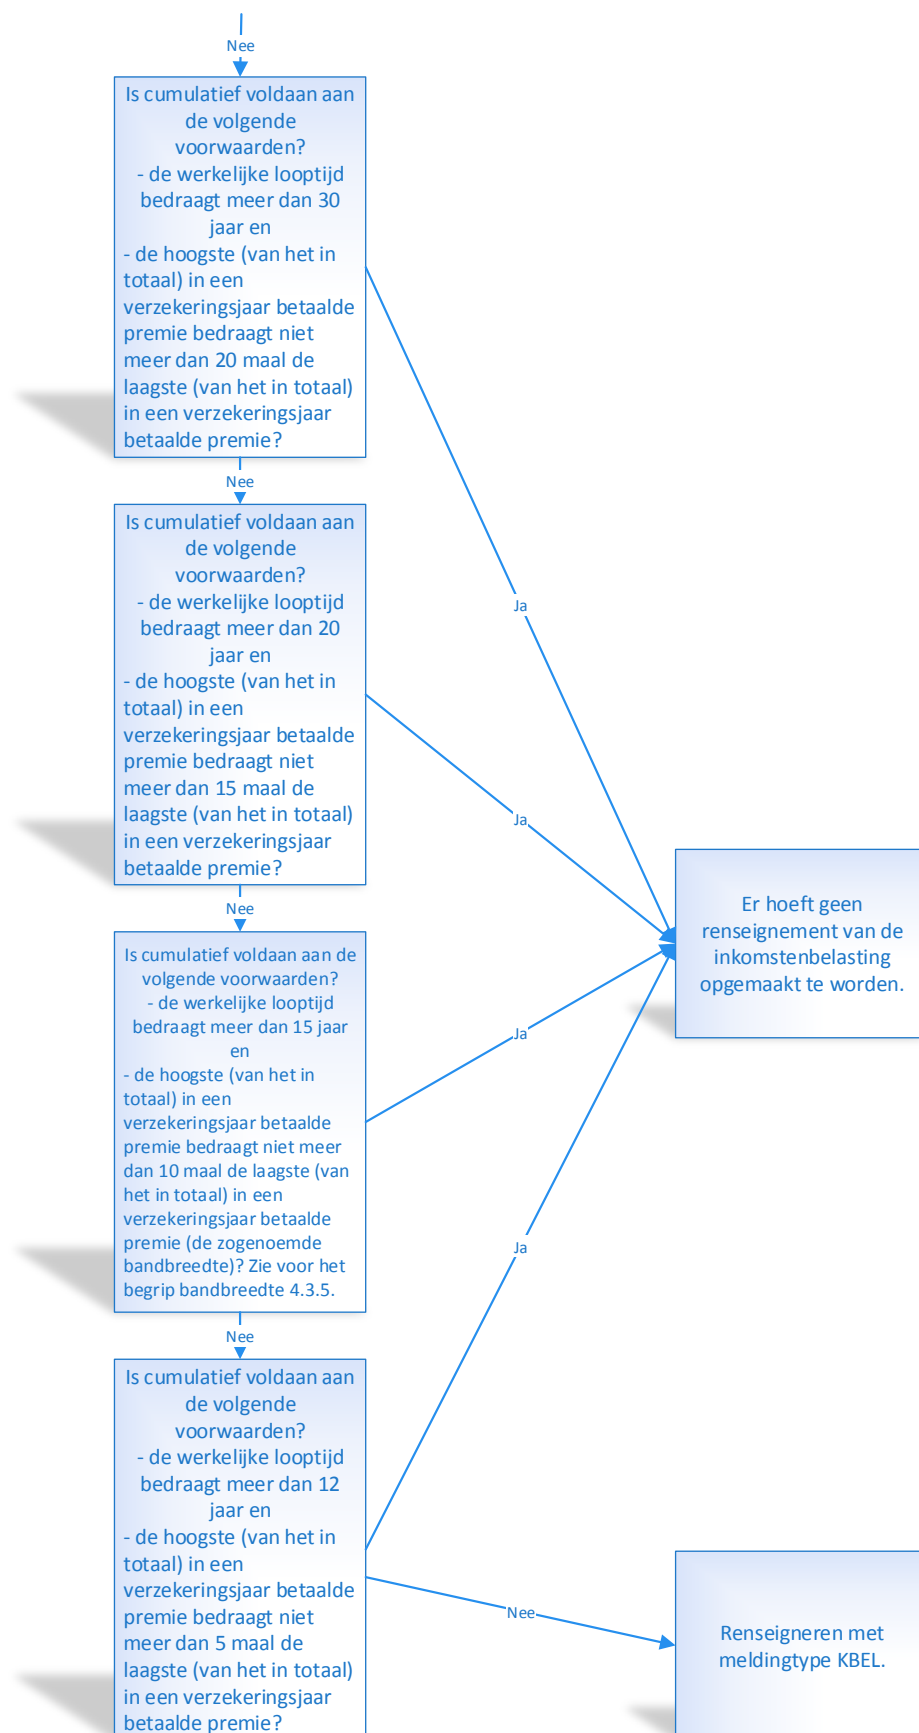 Nee
Is cumulatief voldaan aan
de volgende
voorwaarden?
- de werkelijke looptijd
bedraagt meer dan 30
jaar en
- de hoogste (van het in
totaal) in een
verzekeringsjaar betaalde
premie bedraagt niet
meer dan 20 maal de
laagste (van het in totaal)
in een verzekeringsjaar
betaalde premie?
Ja
Nee
Is cumulatief voldaan aan
de volgende
voorwaarden?
- de werkelijke looptijd
bedraagt meer dan 20
jaar en
- de hoogste (van het in
totaal) in een
verzekeringsjaar betaalde
premie bedraagt niet
meer dan 15 maal de
laagste (van het in totaal)
in een verzekeringsjaar
betaalde premie?
Ja
Er hoeft geen
renseignement van de
inkomstenbelasting
opgemaakt te worden.
Nee
Is cumulatief voldaan aan de
volgende voorwaarden?
- de werkelijke looptijd
bedraagt meer dan 15 jaar
en
- de hoogste (van het in
totaal) in een
verzekeringsjaar betaalde
premie bedraagt niet meer
dan 10 maal de laagste (van
het in totaal) in een
verzekeringsjaar betaalde
premie (de zogenoemde
bandbreedte)? Zie voor het
begrip bandbreedte 4.3.5.
Ja
Nee
Is cumulatief voldaan aan
de volgende
voorwaarden?
- de werkelijke looptijd
bedraagt meer dan 12
jaar en
- de hoogste (van het in
totaal) in een
verzekeringsjaar betaalde
premie bedraagt niet
meer dan 5 maal de
laagste (van het in totaal)
in een verzekeringsjaar
betaalde premie?
Ja
Nee
Renseigneren met
meldingtype KBEL.